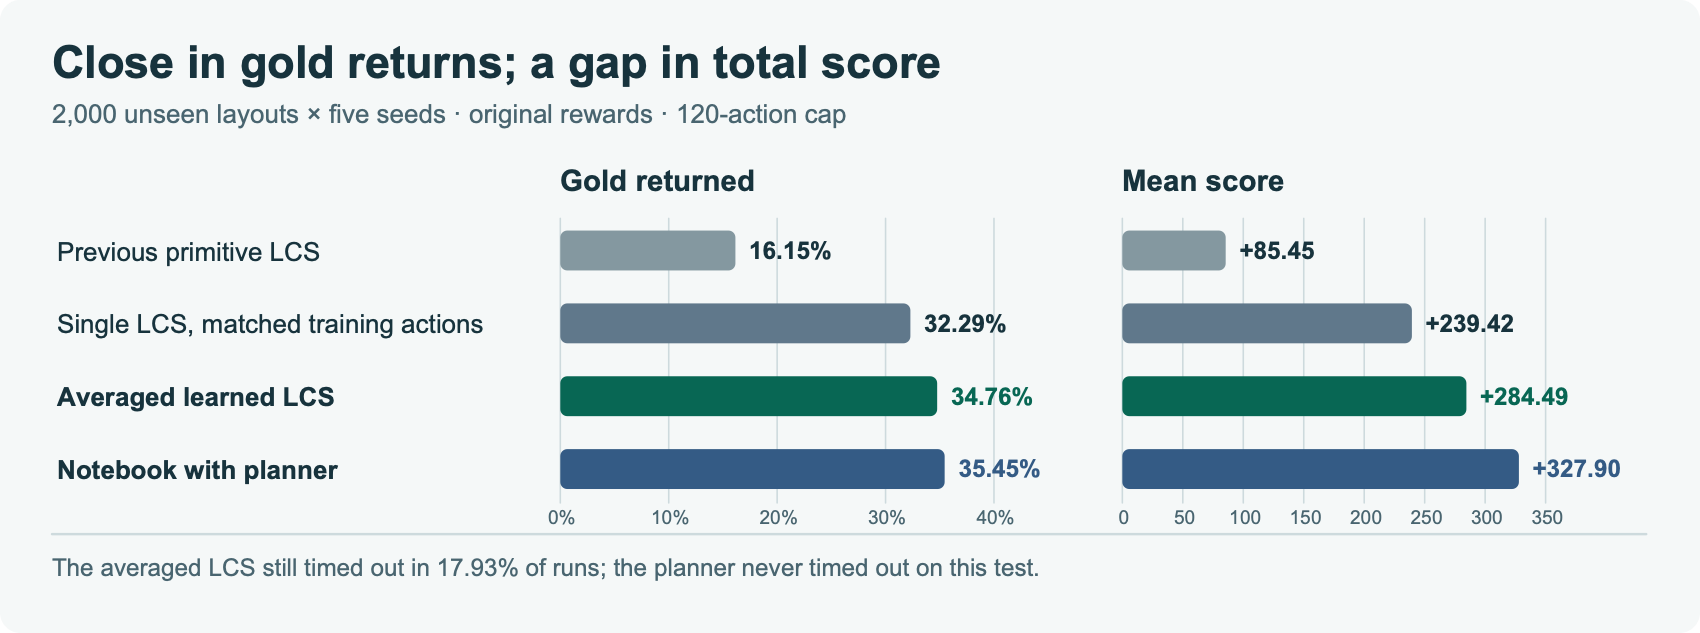 Close in gold returns; a gap in total score
2,000 unseen layouts × five seeds · original rewards · 120-action cap
Gold returned
Mean score
Previous primitive LCS
16.15%
+85.45
Single LCS, matched training actions
32.29%
+239.42
Averaged learned LCS
34.76%
+284.49
Notebook with planner
35.45%
+327.90
0% 10% 20% 30% 40%
0 50 100 150 200 250 300 350
The averaged LCS still timed out in 17.93% of runs; the planner never timed out on this test.